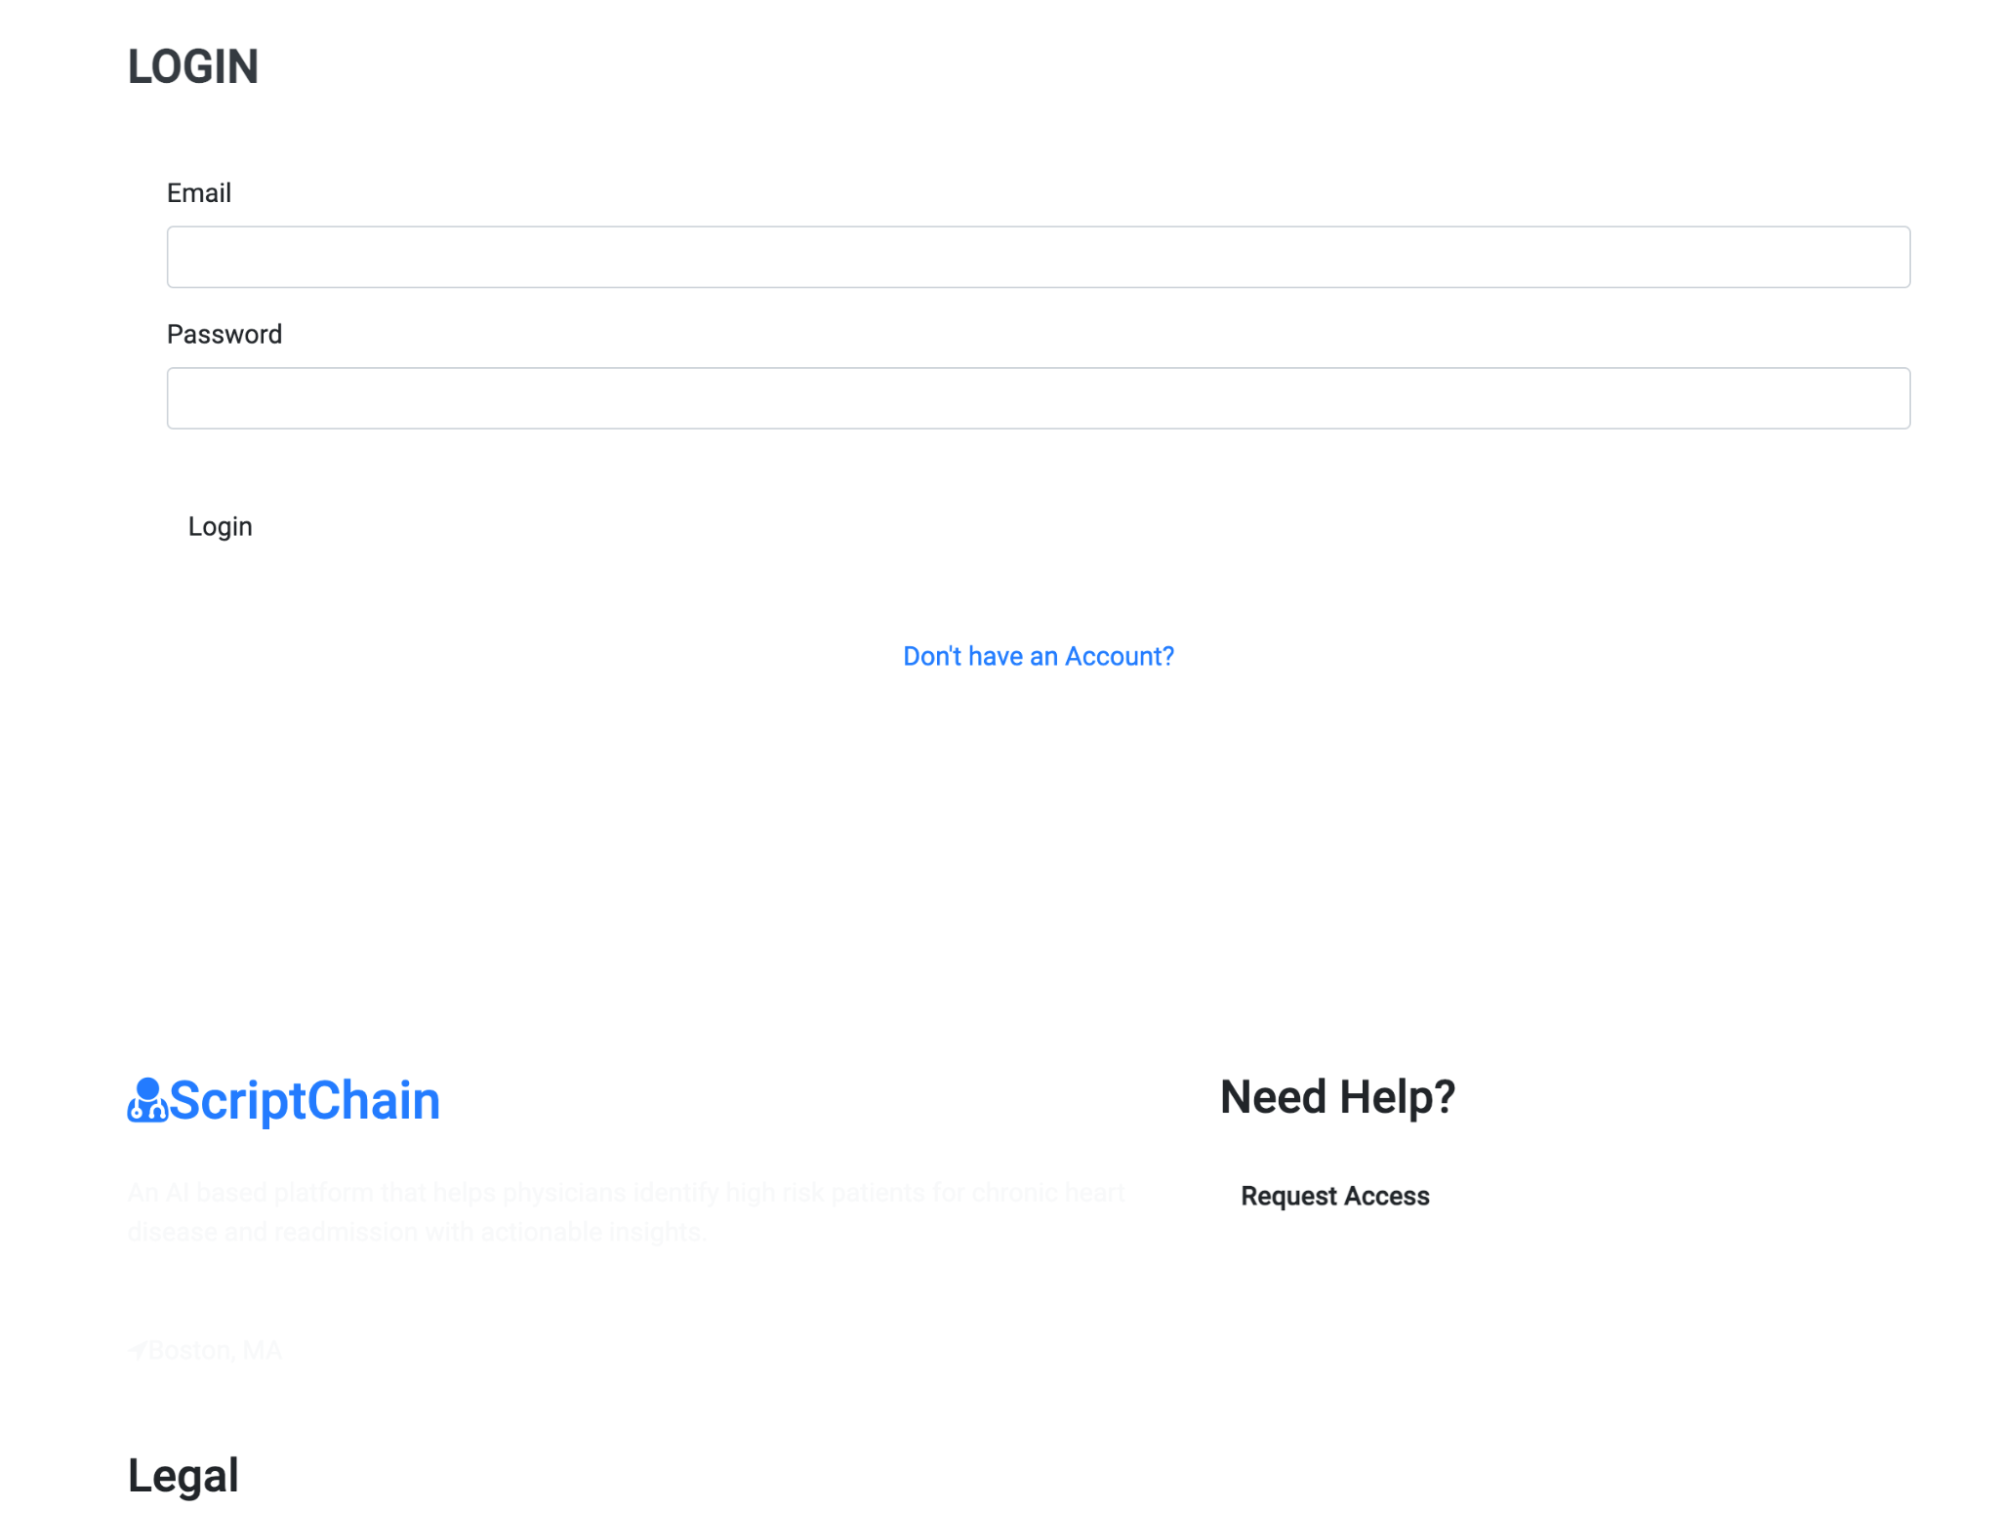 LOGIN
Email
Password
Login
Don't have an Account?
ScriptChain
An AI based platform that helps physicians identify high risk patients for chronic heart
disease and readmission with actionable insights.
Boston, MA
Need Help?
Request Access
Legal